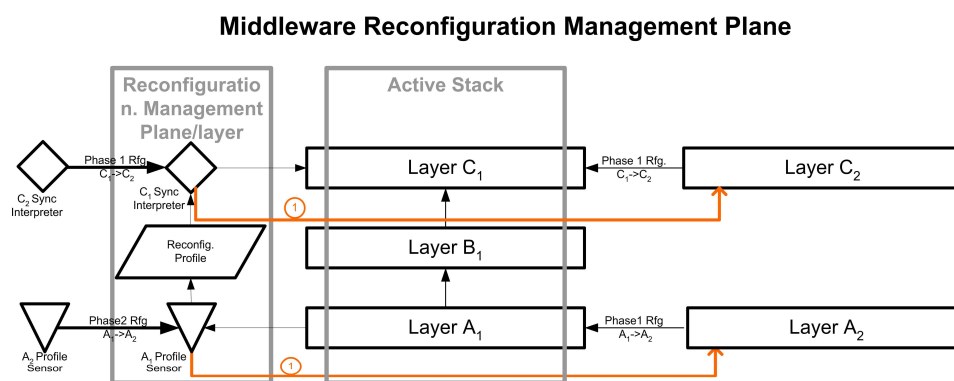 Middleware Reconfiguration Management Plane
Reconfiguratio
n. Management
Plane/layer
Active Stack
Phase 1 Rfg
C1->C2
C2 Sync
Interpreter
C1 Sync
Interpreter
Layer C1
Phase 1 Rfg.
C1->C2
Layer C2
1
Reconfig.
Profile
Layer B1
Phase2 Rfg
A1->A2
A2 Profile
Sensor
A1 Profile
Sensor
Layer A1
Phase1 Rfg
A1->A2
Layer A2
1